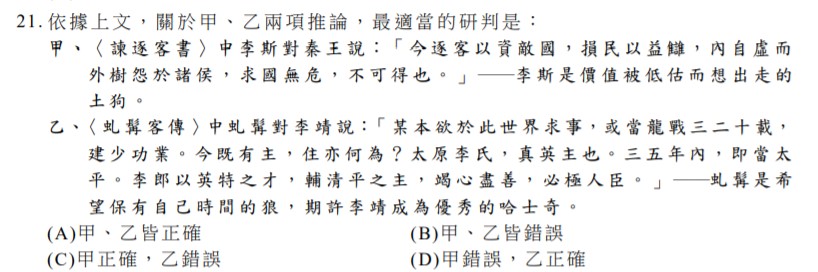 21.依據上文，關於甲、乙兩項推論，最適當的研判是：
甲、〈諫逐客書〉中李斯對秦王說：「今逐客以資敵國，損民以益讎，內自虛而
外樹怨於諸侯，求國無危，不可得也。」——李斯是價值被低估而想出走的
土狗。
乙、〈虬髯客傳〉中虬髯對李靖說：「某本欲於此世界求事，或當龍戰三二十載，
建少功業。今既有主，住亦何為？太原李氏，真英主也。三五年內，即當太
平。李郎以英特之才，輔清平之主，竭心盡善，必極人臣。」——虬髯是希
望保有自己時間的狼，期許李靖成為優秀的哈士奇。
(A)甲、乙皆正確 (B)甲、乙皆錯誤
(C)甲正確，乙錯誤 (D)甲錯誤，乙正確